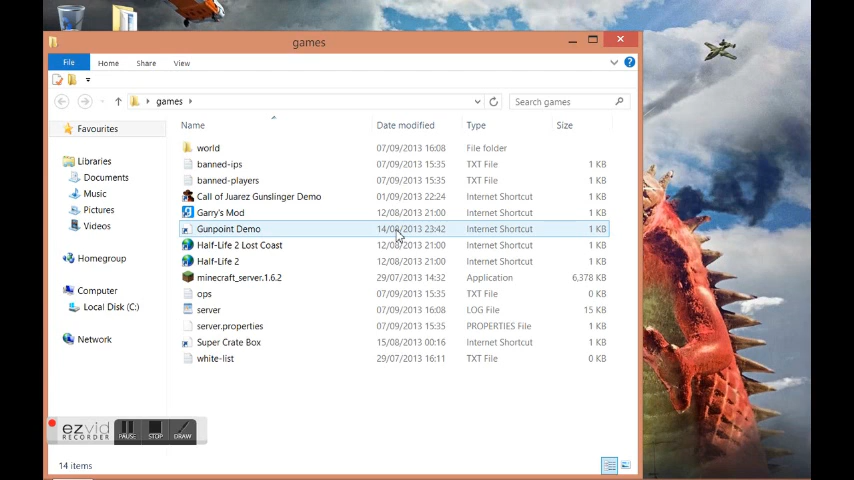 games
File Home Share View
games
Search games
Name Date modified Type Size
Favourites
Libraries
Documents
Music
Pictures
Videos
Homegroup
Computer
Local Disk (C:)
Network
world 07/09/2013 16:08 File folder
banned-ips 07/09/2013 15:35 TXT File 1 KB
banned-players 07/09/2013 15:35 TXT File 1 KB
Call of Juarez Gunslinger Demo 01/09/2013 22:24 Internet Shortcut 1 KB
Garry's Mod 12/08/2013 21:00 Internet Shortcut 1 KB
Gunpoint Demo 14/08/2013 23:42 Internet Shortcut 1 KB
Half-Life 2 Lost Coast 12/08/2013 21:00 Internet Shortcut 1 KB
Half-Life 2 12/08/2013 21:00 Internet Shortcut 1 KB
minecraft_server.1.6.2 29/07/2013 14:32 Application 6,378 KB
ops 07/09/2013 15:35 TXT File 0 KB
server 07/09/2013 16:08 LOG File 15 KB
server.properties 07/09/2013 15:35 PROPERTIES File 1 KB
Super Crate Box 15/08/2013 00:16 Internet Shortcut 1 KB
white-list 29/07/2013 16:11 TXT File 0 KB
ezvid
RECORDER
PAUSE STOP DRAW
14 items